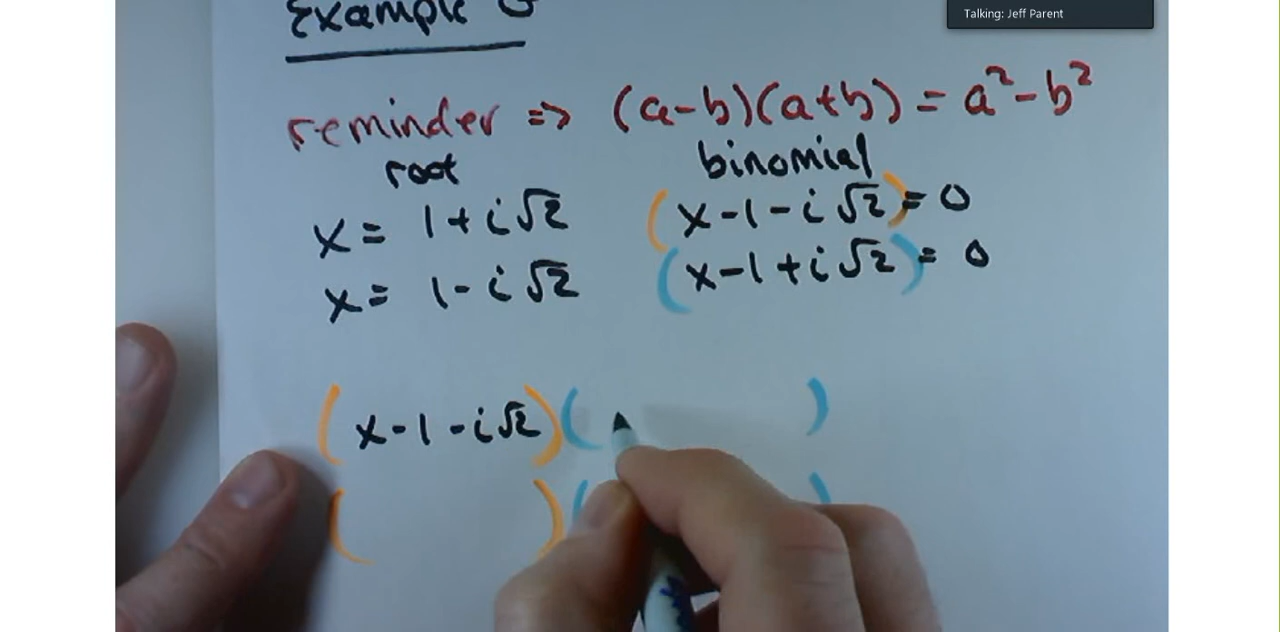 Talking: Jeff Parent
Example
reminder => (a-b)(a+b) = a²-b²
root binomial
x = 1+i√2 (x-1-i√2) = 0
x = 1-i√2 (x-1+i√2) = 0
(x-1-i√2)( )
( )( )